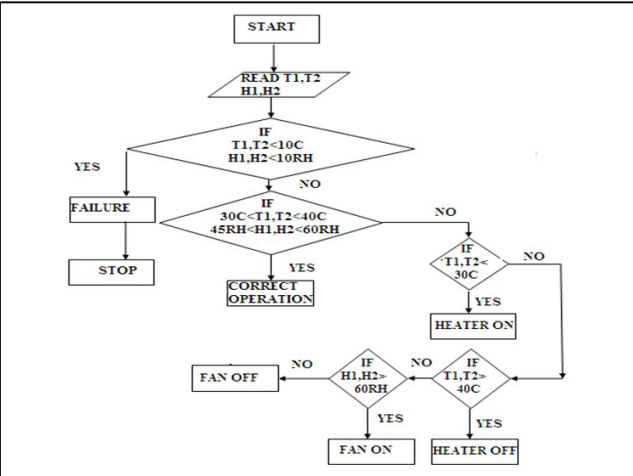 START
READ T1,T2
H1,H2
IF
T1,T2<10C
H1,H2<10RH
YES
NO
FAILURE
IF
30C<T1,T2<40C
45RH<H1,H2<60RH
NO
STOP
YES
CORRECT
OPERATION
IF
T1,T2<
30C
NO
YES
HEATER ON
IF
T1,T2>
40C
NO
IF
H1,H2>
60RH
NO
FAN OFF
YES
YES
FAN ON
HEATER OFF